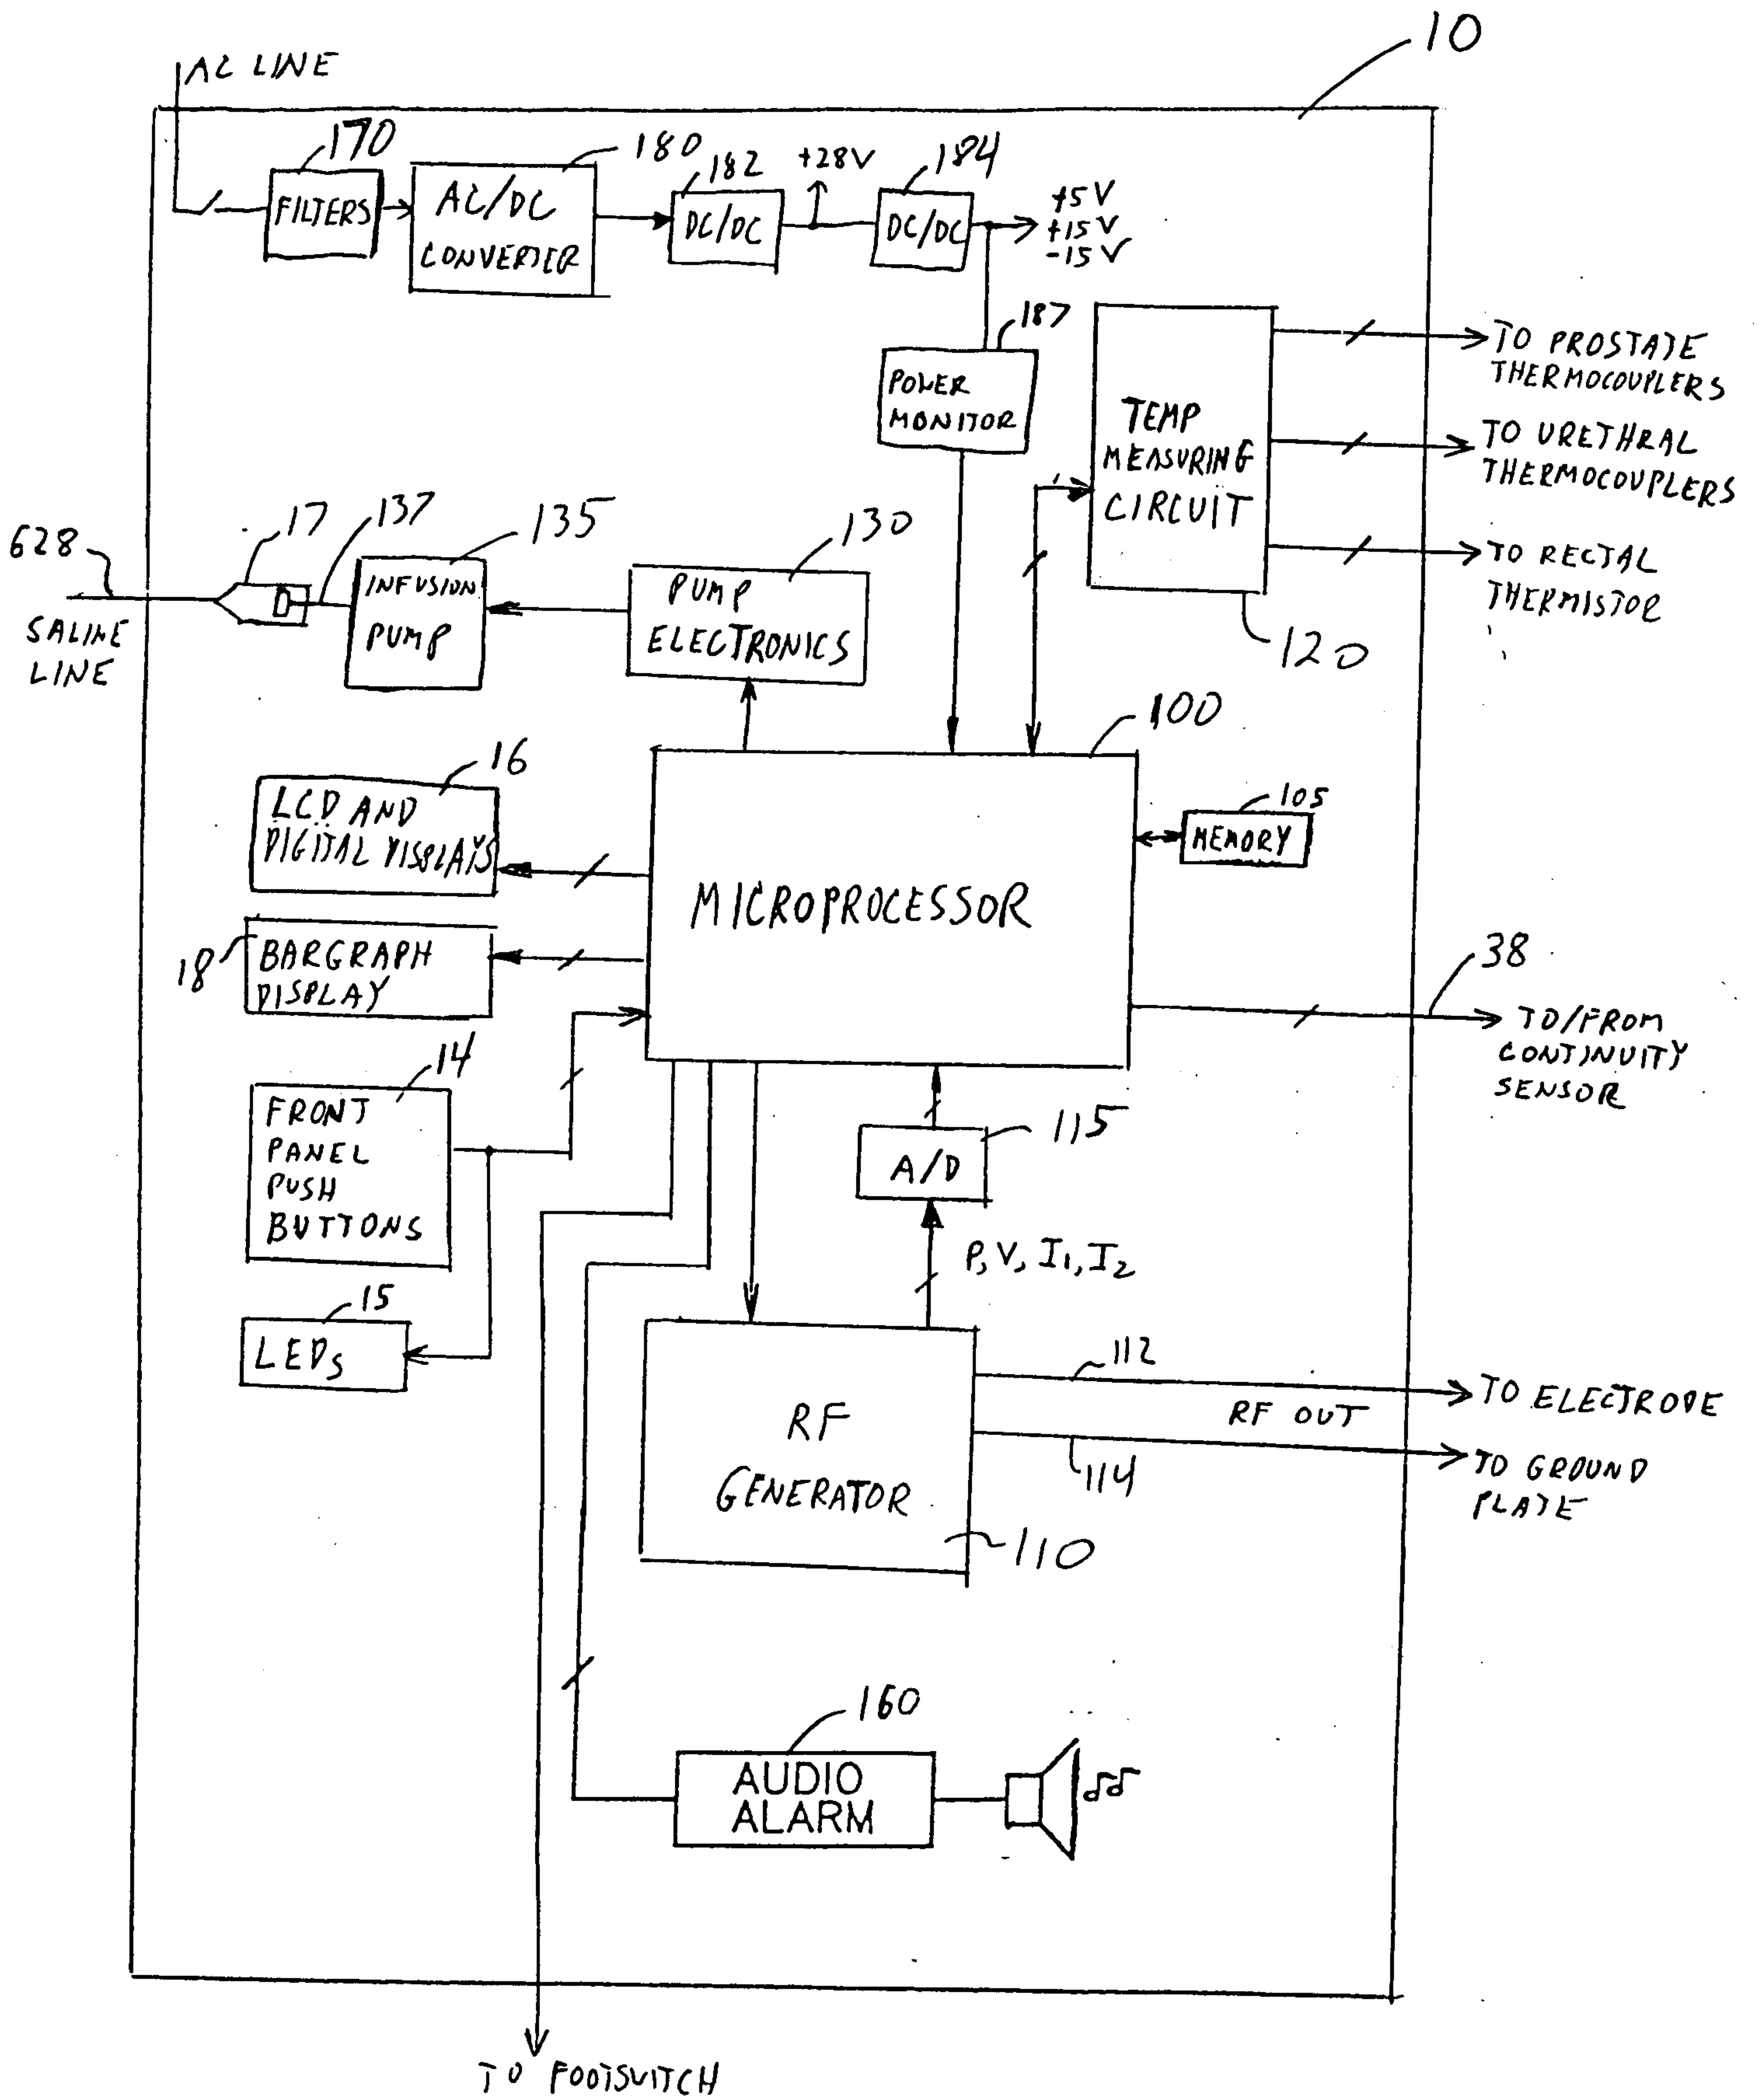 10
AC LINE
170
180
182
+28V
184
FILTERS
AC/DC
CONVERTER
DC/DC
DC/DC
+5V
+15V
-15V
187
POWER
MONITOR
TEMP
MEASURING
CIRCUIT
TO PROSTATE
THERMOCOUPLERS
TO URETHRAL
THERMOCOUPLERS
TO RECTAL
THERMISTOR
120
628
17
137
135
130
SALINE
LINE
INFUSION
PUMP
PUMP
ELECTRONICS
100
16
LCD AND
DIGITAL DISPLAYS
105
MEMORY
MICROPROCESSOR
18
BARGRAPH
DISPLAY
38
TO/FROM
CONTINUITY
SENSOR
14
FRONT
PANEL
PUSH
BUTTONS
115
A/D
P, V, I₁, I₂
15
LEDs
112
TO ELECTRODE
RF OUT
114
TO GROUND
PLATE
RF
GENERATOR
110
160
AUDIO
ALARM
TO FOOTSWITCH